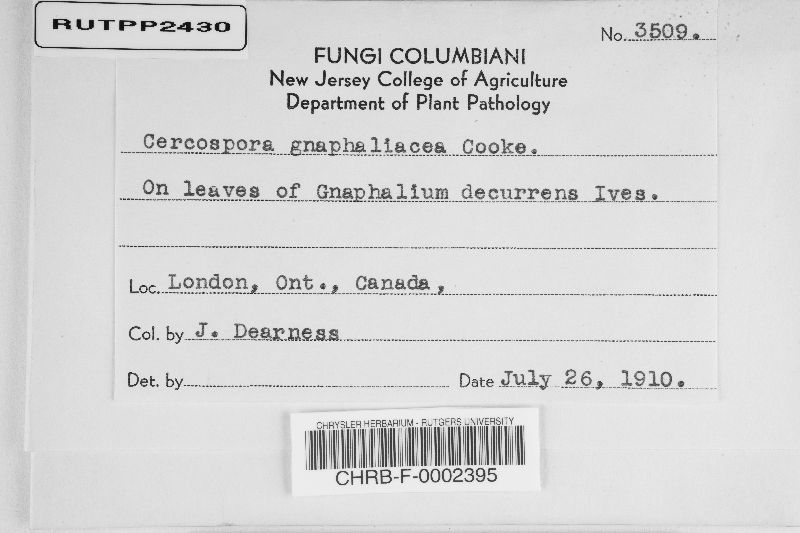 RUTPP2430
No. 3509.
FUNGI COLUMBIANI
New Jersey College of Agriculture
Department of Plant Pathology
Cercospora gnaphaliacea Cooke.
On leaves of Gnaphalium decurrens Ives.
Loc. London, Ont., Canada,
Col. by J. Dearness
Det. by
Date July 26, 1910.
CHRYSLER HERBARIUM - RUTGERS UNIVERSITY
CHRB-F-0002395